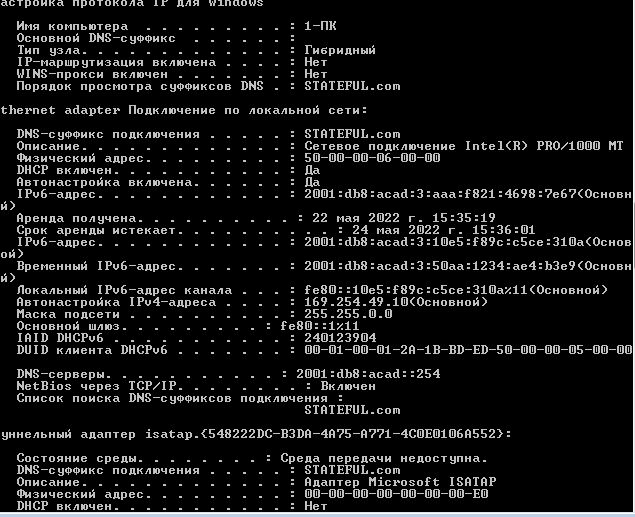 астройка протокола IP для Windows
Имя компьютера . . . . . . . . . : 1-ПК
Основной DNS-суффикс . . . . . . :
Тип узла. . . . . . . . . . . . . : Гибридный
IP-маршрутизация включена . . . . : Нет
WINS-прокси включен . . . . . . . : Нет
Порядок просмотра суффиксов DNS . : STATEFUL.com
thernet adapter Подключение по локальной сети:
DNS-суффикс подключения . . . . . : STATEFUL.com
Описание. . . . . . . . . . . . . : Сетевое подключение Intel(R) PRO/1000 MT
Физический адрес. . . . . . . . . : 50-00-00-06-00-00
DHCP включен. . . . . . . . . . . : Да
Автонастройка включена. . . . . . : Да
IPv6-адрес. . . . . . . . . . . . : 2001:db8:acad:3:aaa:f821:4698:7e67(Основн
й)
Аренда получена. . . . . . . . . . : 22 мая 2022 г. 15:35:19
Срок аренды истекает. . . . . . . . . . : 24 мая 2022 г. 15:36:01
IPv6-адрес. . . . . . . . . . . . : 2001:db8:acad:3:10e5:f89c:c5ce:310a(Основ
ой)
Временный IPv6-адрес. . . . . . . : 2001:db8:acad:3:50aa:1234:ae4:b3e9(Основн
й)
Локальный IPv6-адрес канала . . . : fe80::10e5:f89c:c5ce:310a%11(Основной)
Автонастройка IPv4-адреса . . . . : 169.254.49.10(Основной)
Маска подсети . . . . . . . . . . : 255.255.0.0
Основной шлюз. . . . . . . . . : fe80::1%11
IAID DHCPv6 . . . . . . . . . . . : 240123904
DUID клиента DHCPv6 . . . . . . . : 00-01-00-01-2A-1B-BD-ED-50-00-00-05-00-00
DNS-серверы. . . . . . . . . . . : 2001:db8:acad::254
NetBios через TCP/IP. . . . . . . . : Включен
Список поиска DNS-суффиксов подключения :
STATEFUL.com
уннельный адаптер isatap.{548222DC-B3DA-4A75-A771-4C0E0106A552}:
Состояние среды. . . . . . . . : Среда передачи недоступна.
DNS-суффикс подключения . . . . . : STATEFUL.com
Описание. . . . . . . . . . . . . : Адаптер Microsoft ISATAP
Физический адрес. . . . . . . . . : 00-00-00-00-00-00-00-E0
DHCP включен. . . . . . . . . . . : Нет